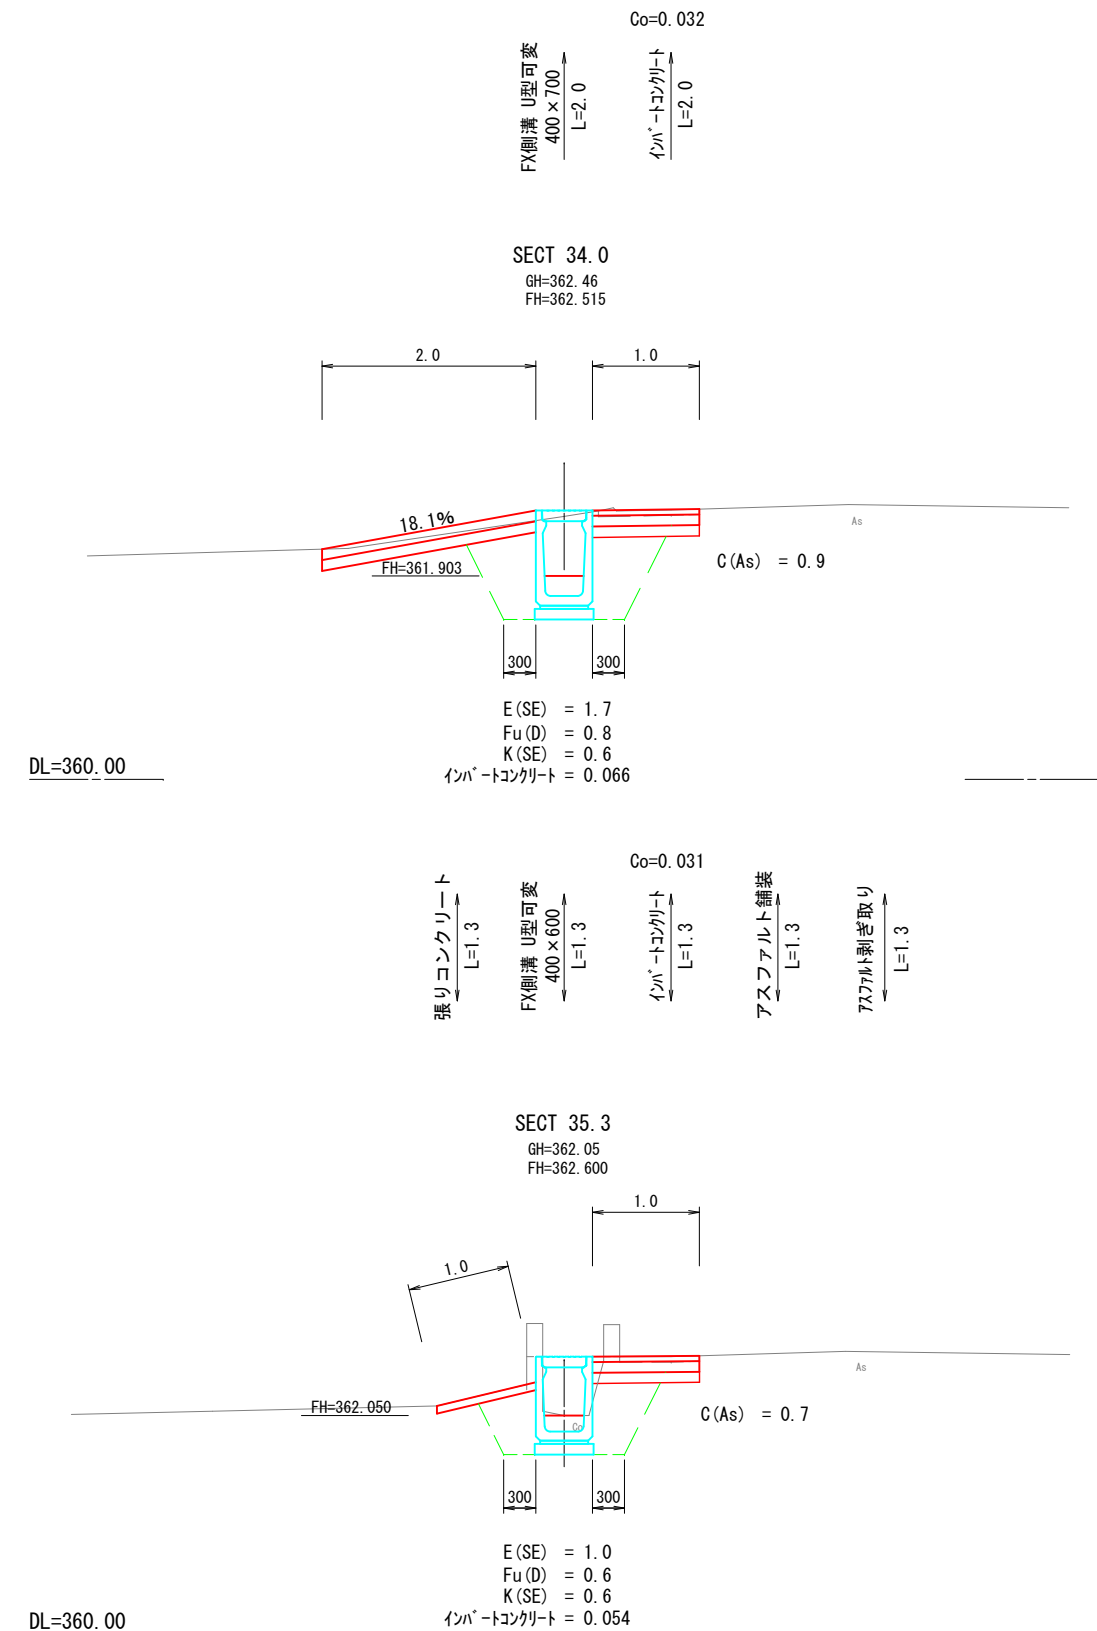 Co=0.032
FX側溝 U型可変
400×700
L=2.0
ｲﾝﾊﾞｰﾄｺﾝｸﾘｰﾄ
L=2.0
SECT 34.0
GH=362.46
FH=362.515
2.0
1.0
18.1%
As
FH=361.903
C(As) = 0.9
300
300
E(SE) = 1.7
Fu(D) = 0.8
K(SE) = 0.6
ｲﾝﾊﾞｰﾄｺﾝｸﾘｰﾄ = 0.066
DL=360.00
Co=0.031
張りコンクリート
L=1.3
FX側溝 U型可変
400×600
L=1.3
ｲﾝﾊﾞｰﾄｺﾝｸﾘｰﾄ
L=1.3
アスファルト舗装
L=1.3
ｱｽﾌｧﾙﾄ剥ぎ取り
L=1.3
SECT 35.3
GH=362.05
FH=362.600
1.0
1.0
As
FH=362.050
Co
C(As) = 0.7
300
300
E(SE) = 1.0
Fu(D) = 0.6
K(SE) = 0.6
ｲﾝﾊﾞｰﾄｺﾝｸﾘｰﾄ = 0.054
DL=360.00